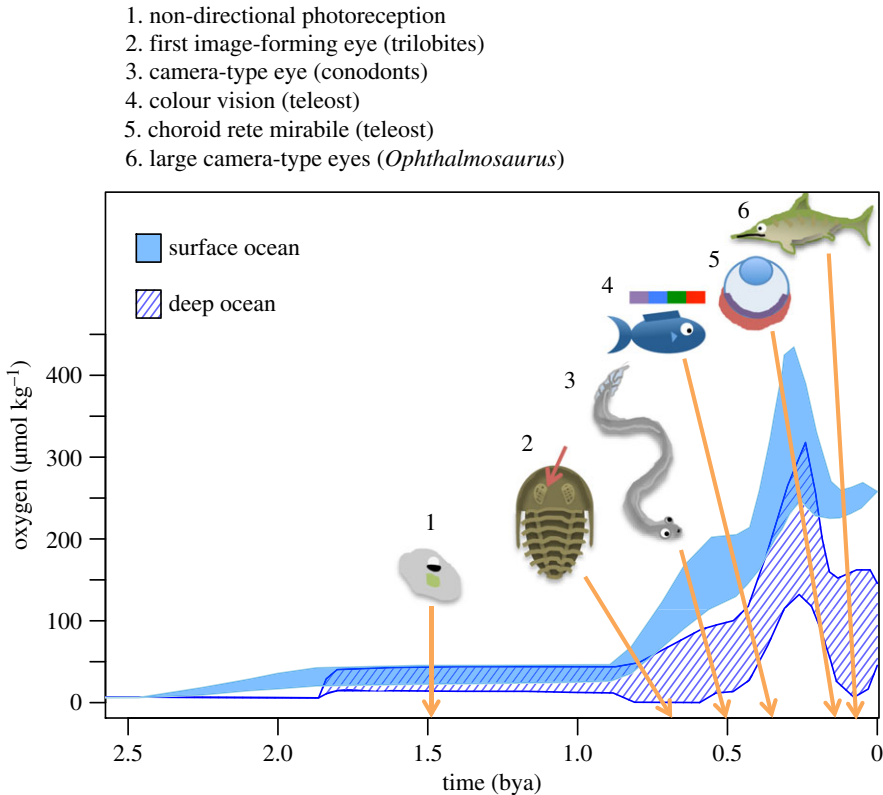 1. non-directional photoreception
2. first image-forming eye (trilobites)
3. camera-type eye (conodonts)
4. colour vision (teleost)
5. choroid rete mirabile (teleost)
6. large camera-type eyes (Ophthalmosaurus)
surface ocean
deep ocean
6
5
4
3
2
1
oxygen (µmol kg⁻¹)
400
300
200
100
0
2.5 2.0 1.5 1.0 0.5 0
time (bya)